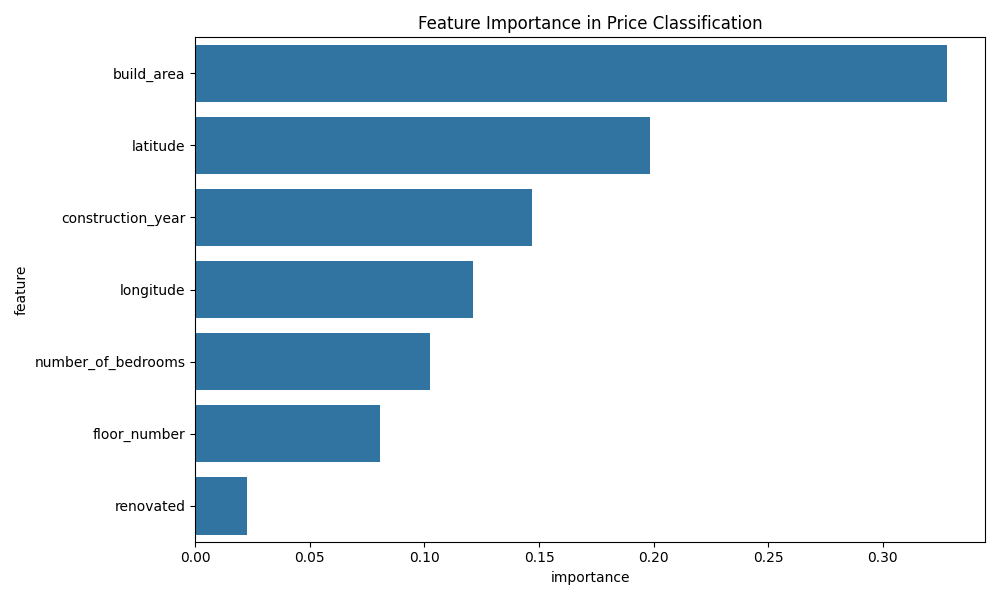 Feature Importance in Price Classification
build_area
latitude
construction_year
longitude
number_of_bedrooms
floor_number
renovated
feature
0.00 0.05 0.10 0.15 0.20 0.25 0.30
importance